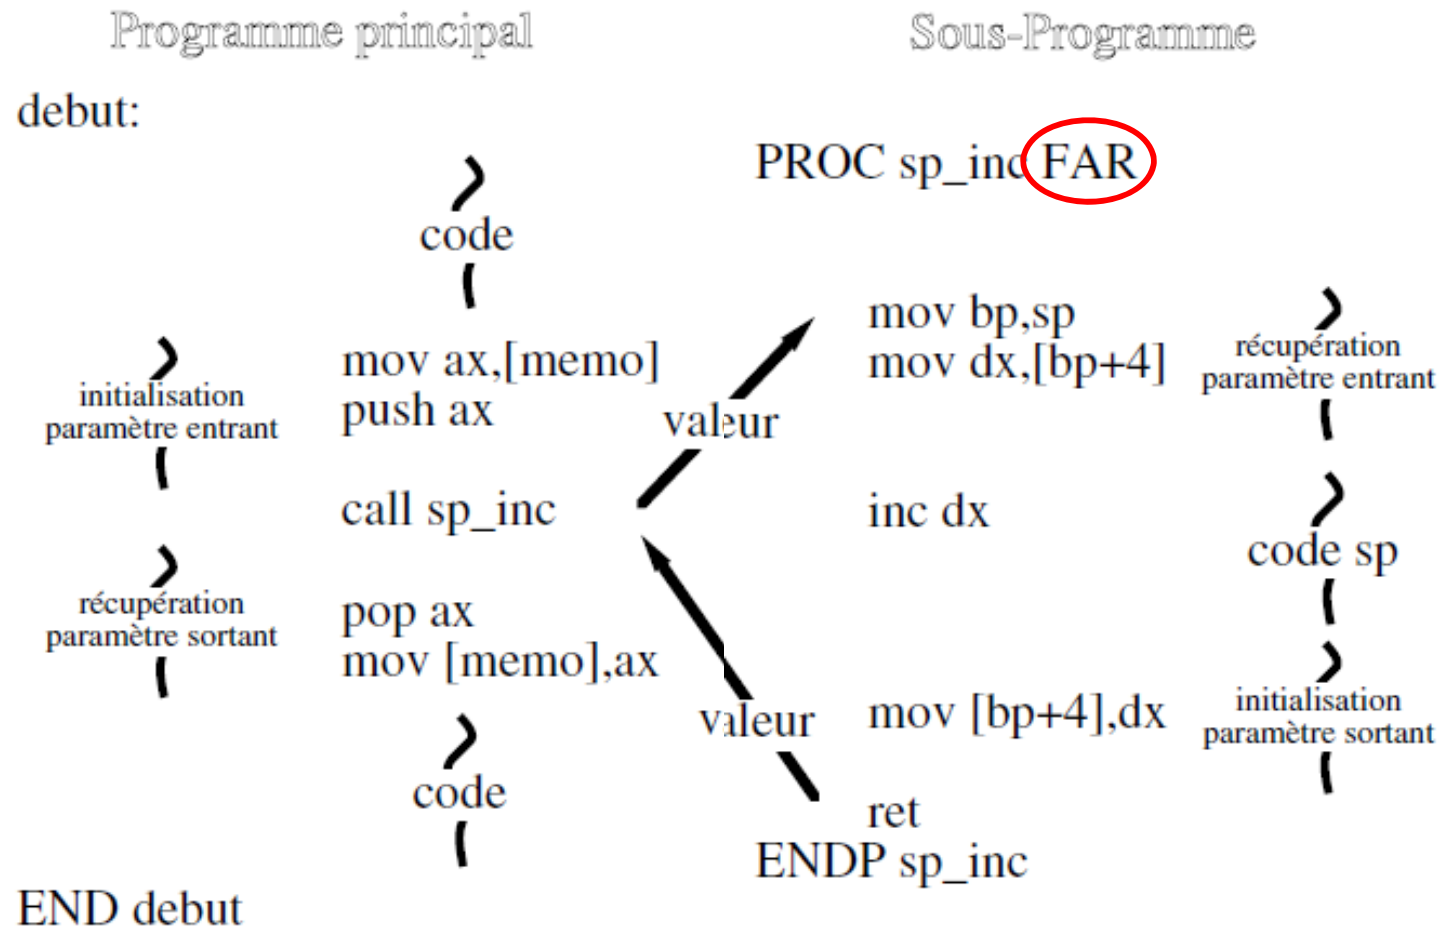 Programme principal
Sous-Programme
debut:
PROC sp_inc FAR
code
mov ax,[memo]
push ax
initialisation
paramètre entrant
valeur
mov bp,sp
mov dx,[bp+4]
récupération
paramètre entrant
call sp_inc
inc dx
code sp
récupération
paramètre sortant
pop ax
mov [memo],ax
valeur
mov [bp+4],dx
initialisation
paramètre sortant
code
ret
ENDP sp_inc
END debut